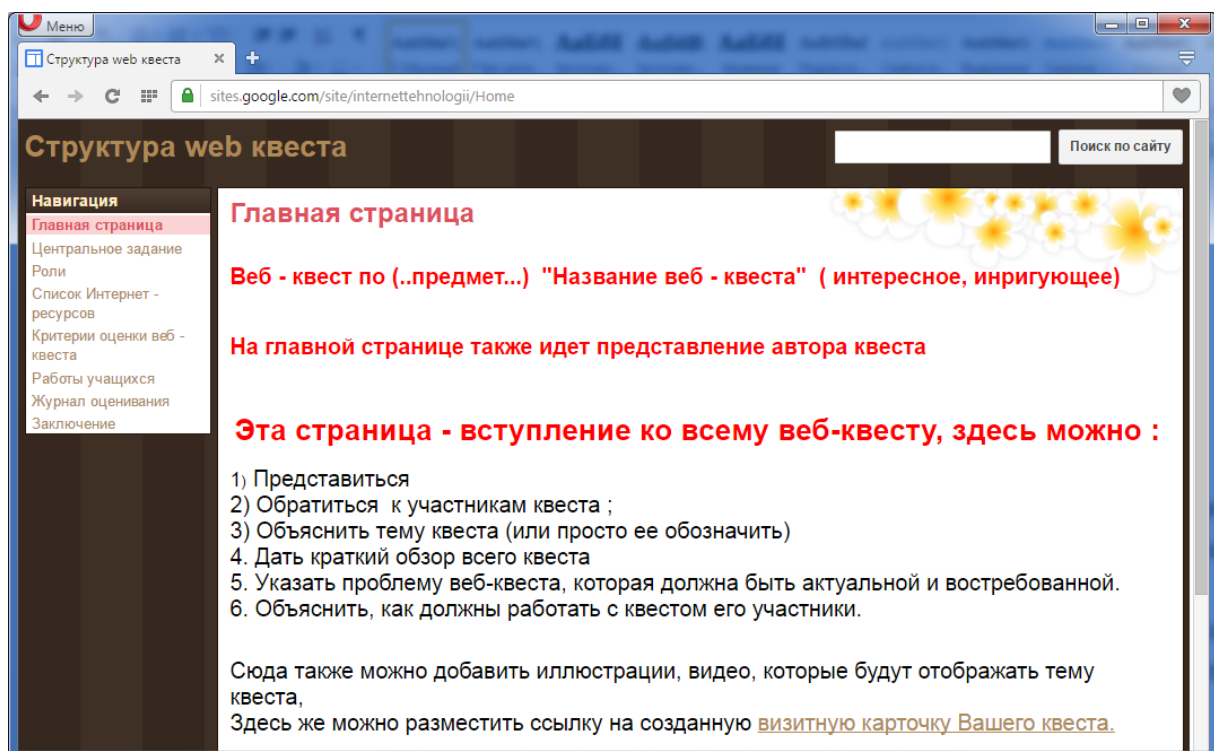 Меню
Структура web квеста
sites.google.com/site/internettehnologii/Home
Структура web квеста
Поиск по сайту
Навигация
Главная страница
Центральное задание
Роли
Список Интернет -
ресурсов
Критерии оценки веб -
квеста
Работы учащихся
Журнал оценивания
Заключение
Главная страница
Веб - квест по (..предмет...)  "Название веб - квеста"  ( интересное, инригующее)
На главной странице также идет представление автора квеста
Эта страница - вступление ко всему веб-квесту, здесь можно :
1) Представиться
2) Обратиться  к участникам квеста ;
3) Объяснить тему квеста (или просто ее обозначить)
4. Дать краткий обзор всего квеста
5. Указать проблему веб-квеста, которая должна быть актуальной и востребованной.
6. Объяснить, как должны работать с квестом его участники.
Сюда также можно добавить иллюстрации, видео, которые будут отображать тему
квеста,
Здесь же можно разместить ссылку на созданную визитную карточку Вашего квеста.